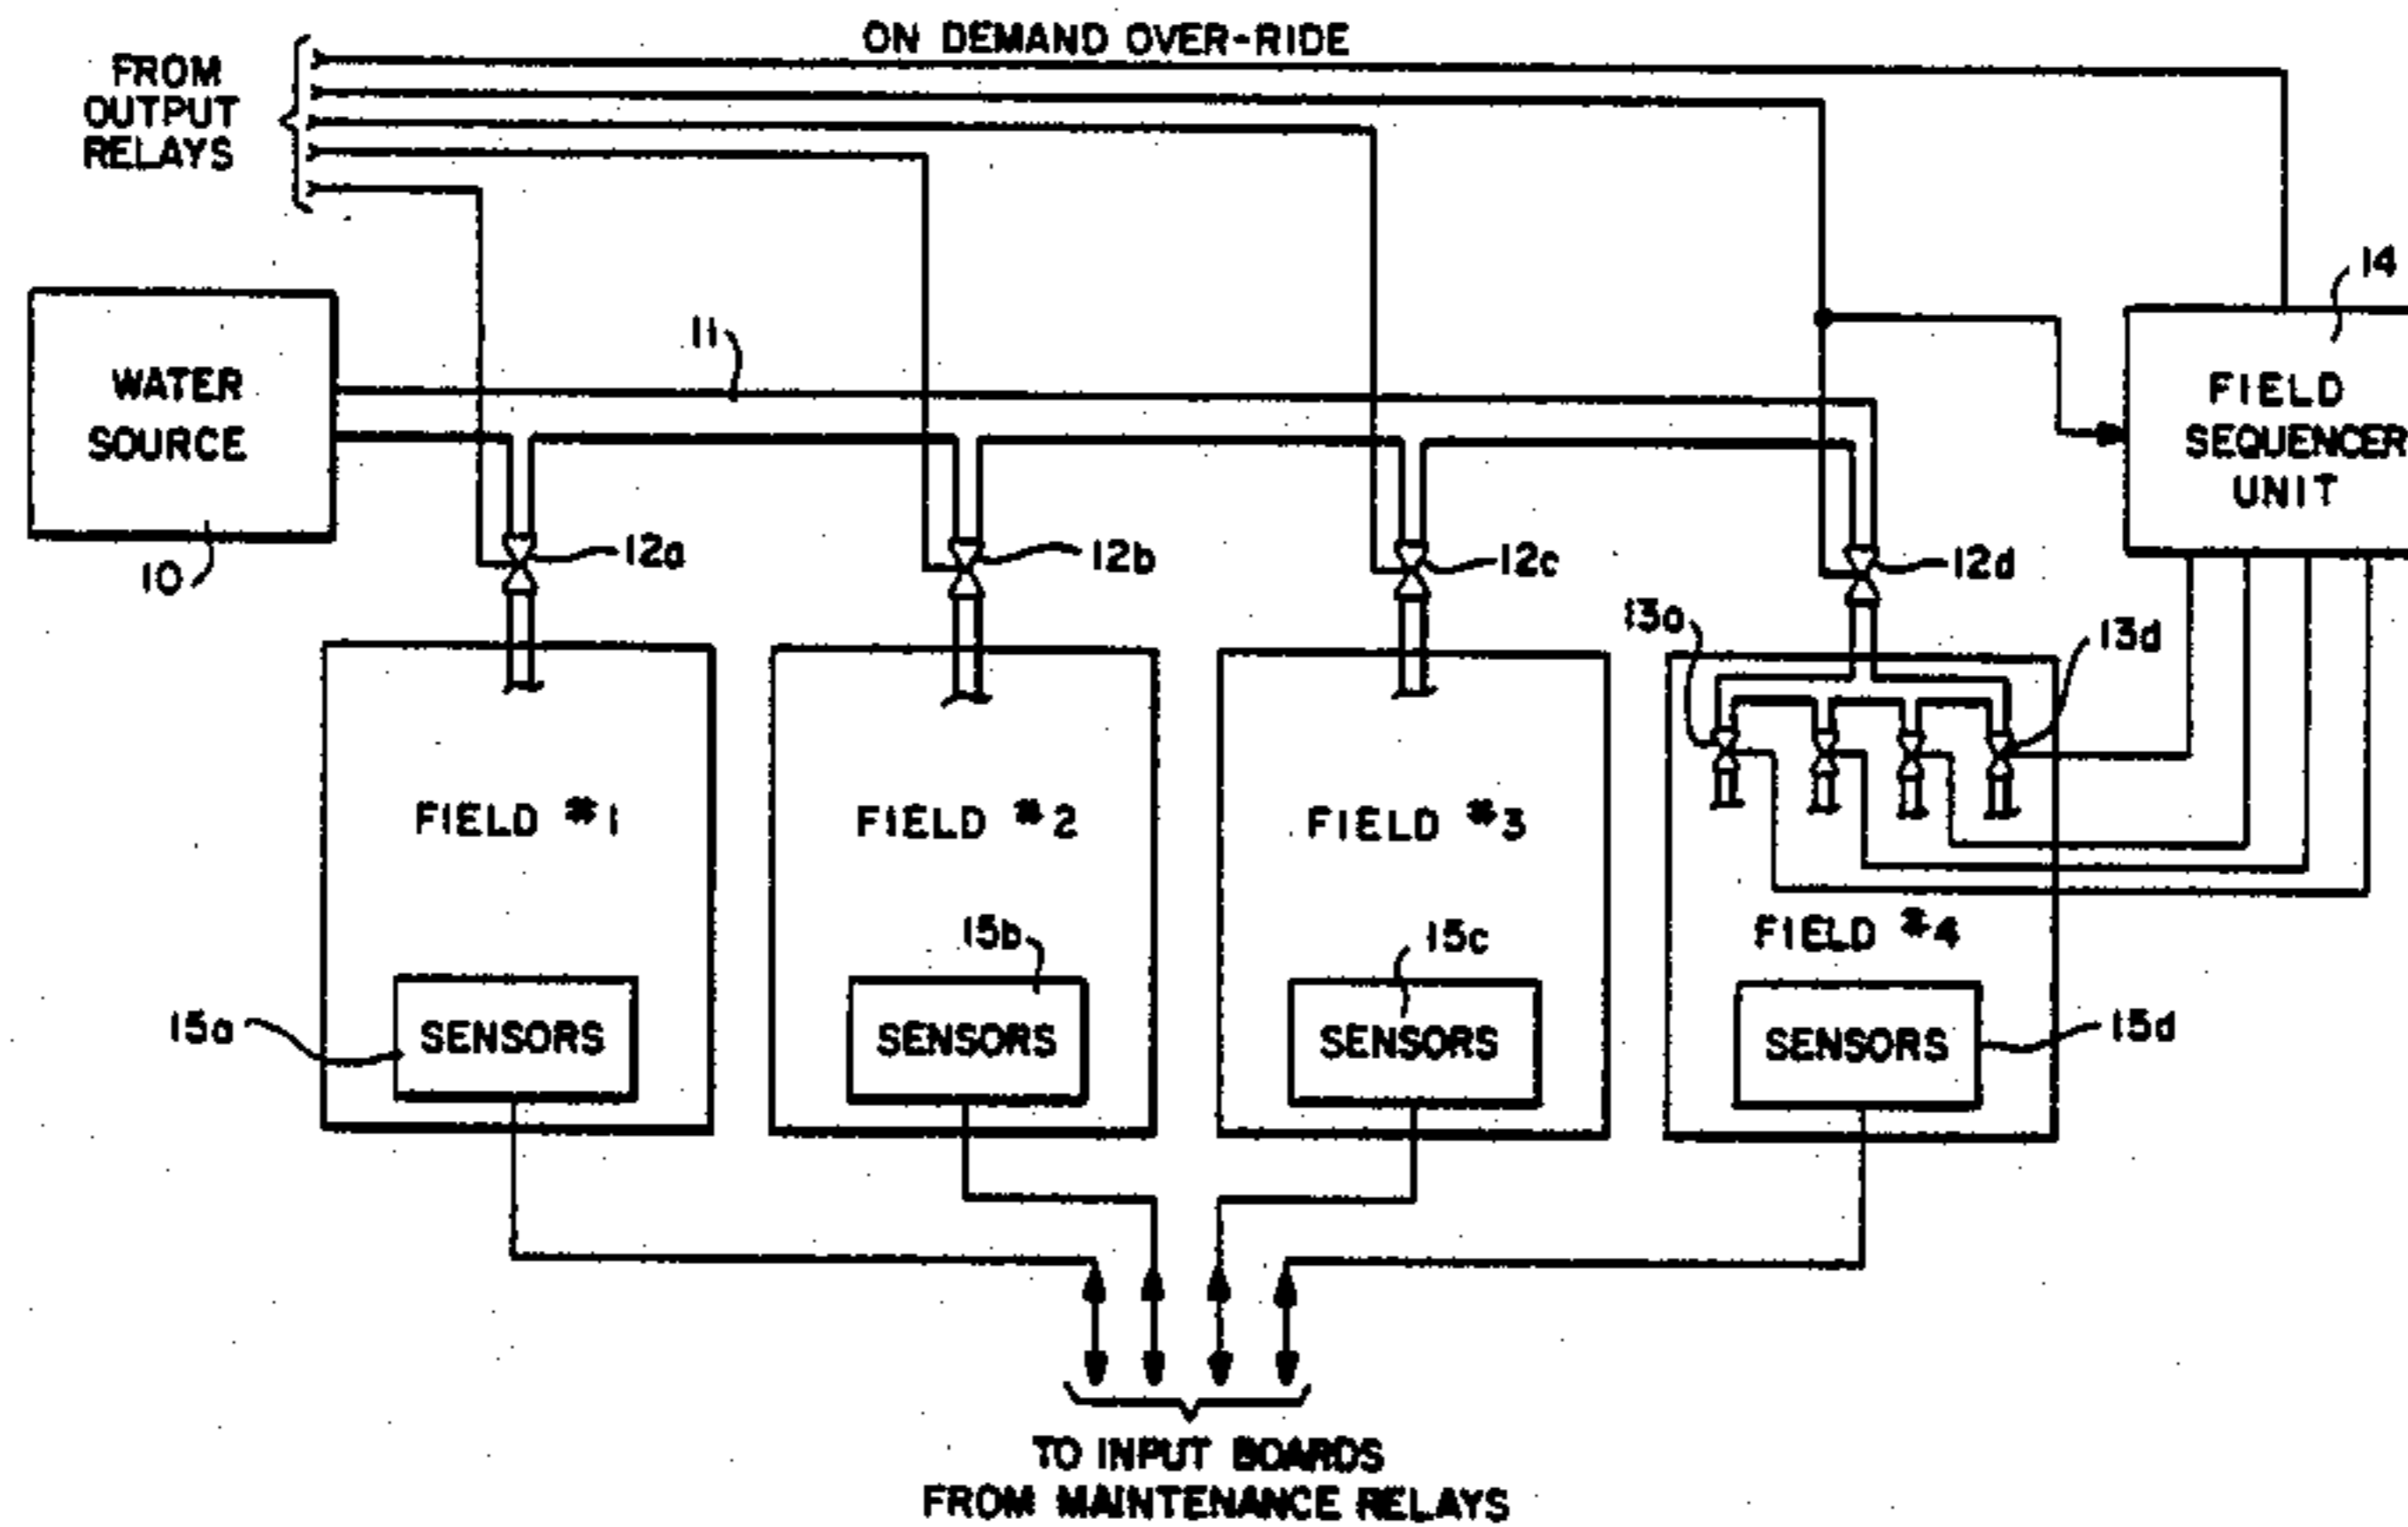 ON DEMAND OVER-RIDE
FROM
OUTPUT
RELAYS
14
11
WATER
SOURCE
FIELD
SEQUENCER
UNIT
10
12a
12b
12c
12d
13a
13d
FIELD #1
FIELD #2
FIELD #3
FIELD #4
15b
15c
15a
SENSORS
SENSORS
SENSORS
SENSORS
15d
TO INPUT BOARDS
FROM MAINTENANCE RELAYS